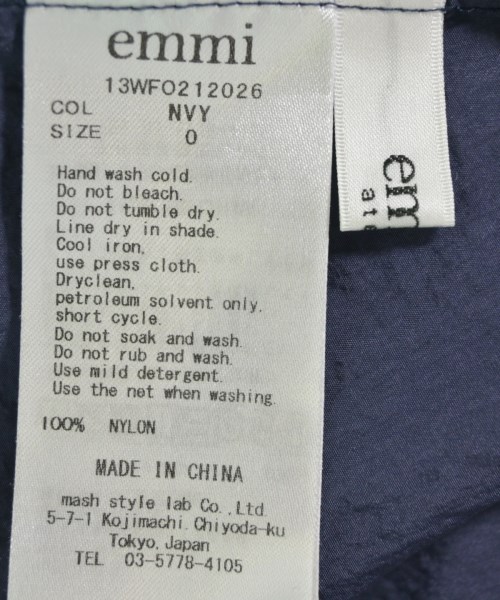 emmi
13WFO212026
COL NVY
SIZE 0
Hand wash cold.
Do not bleach.
Do not tumble dry.
Line dry in shade.
Cool iron,
use press cloth.
Dryclean,
petroleum solvent only,
short cycle.
Do not soak and wash.
Do not rub and wash.
Use mild detergent.
Use the net when washing.
100% NYLON
MADE IN CHINA
mash style lab Co.,Ltd.
5-7-1 Kojimachi. Chiyoda-ku
Tokyo, Japan
TEL 03-5778-4105
em
ate